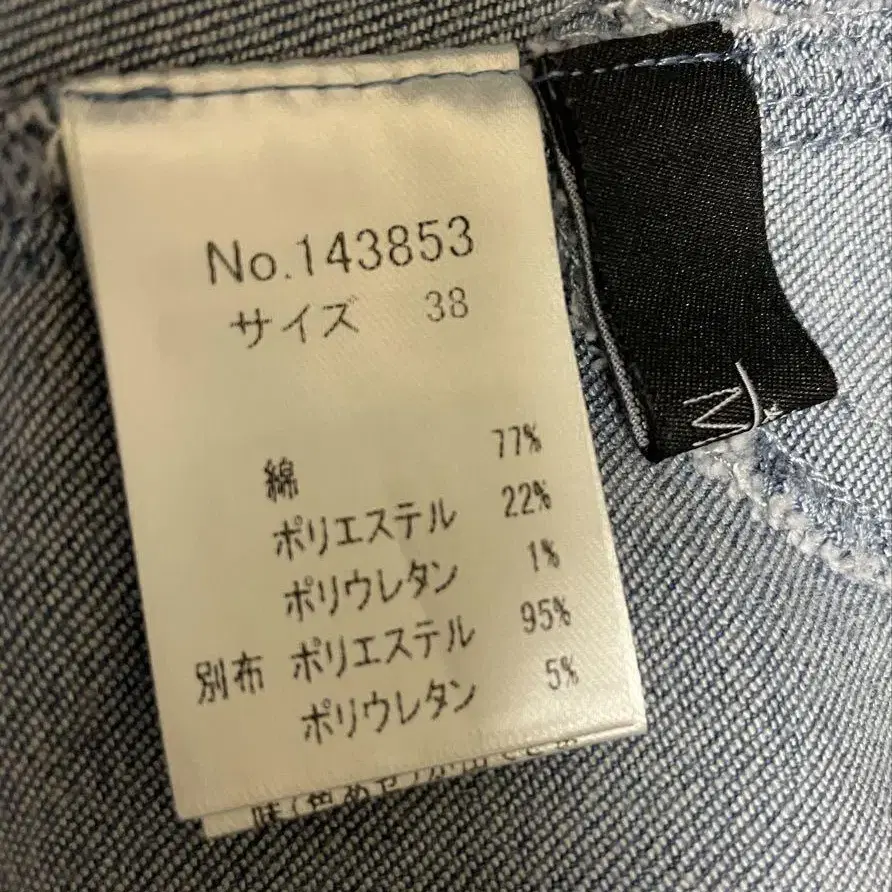 No.143853
サイズ 38
綿 77%
ポリエステル 22%
ポリウレタン 1%
別布 ポリエステル 95%
ポリウレタン 5%
M